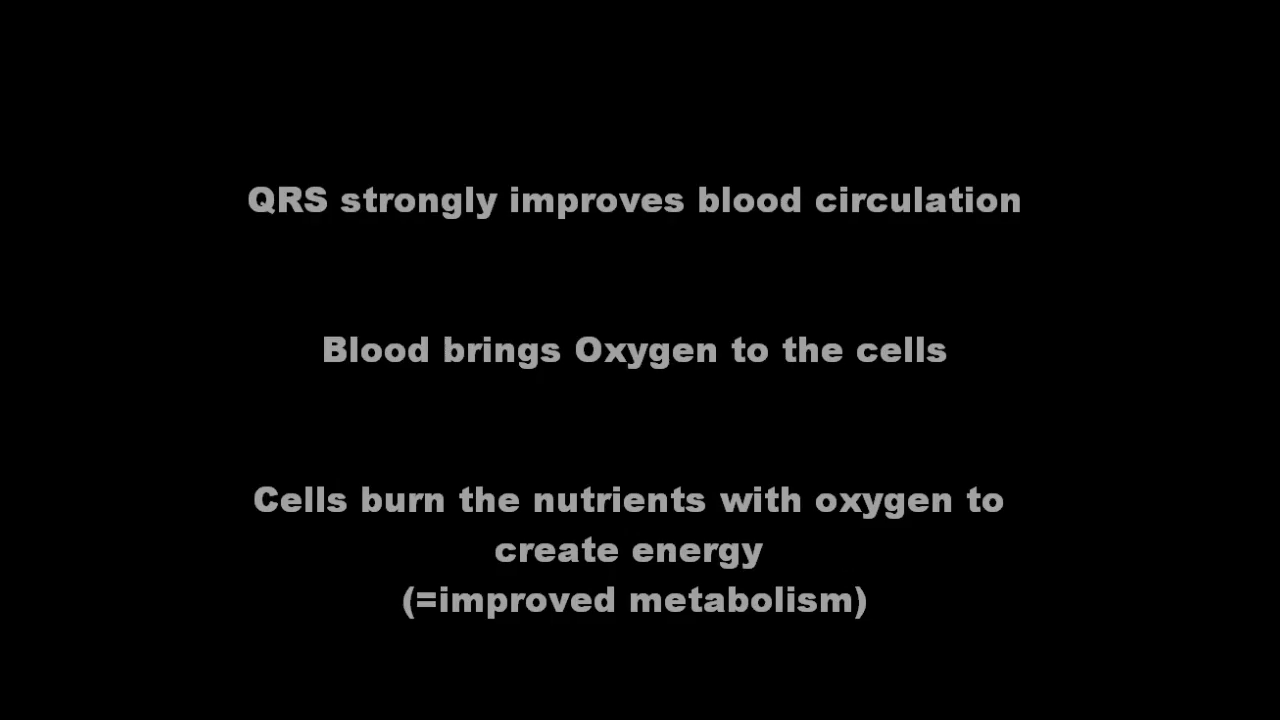 QRS strongly improves blood circulation
Blood brings Oxygen to the cells
Cells burn the nutrients with oxygen to
create energy
(=improved metabolism)